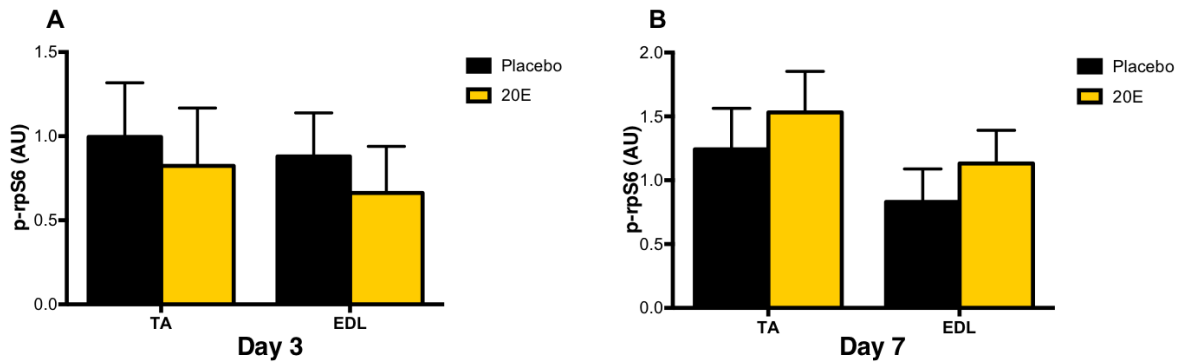 A
p-rpS6 (AU)
1.5
1.0
0.5
0.0
TA
EDL
Day 3
Placebo
20E
B
p-rpS6 (AU)
2.0
1.5
1.0
0.5
0.0
TA
EDL
Day 7
Placebo
20E